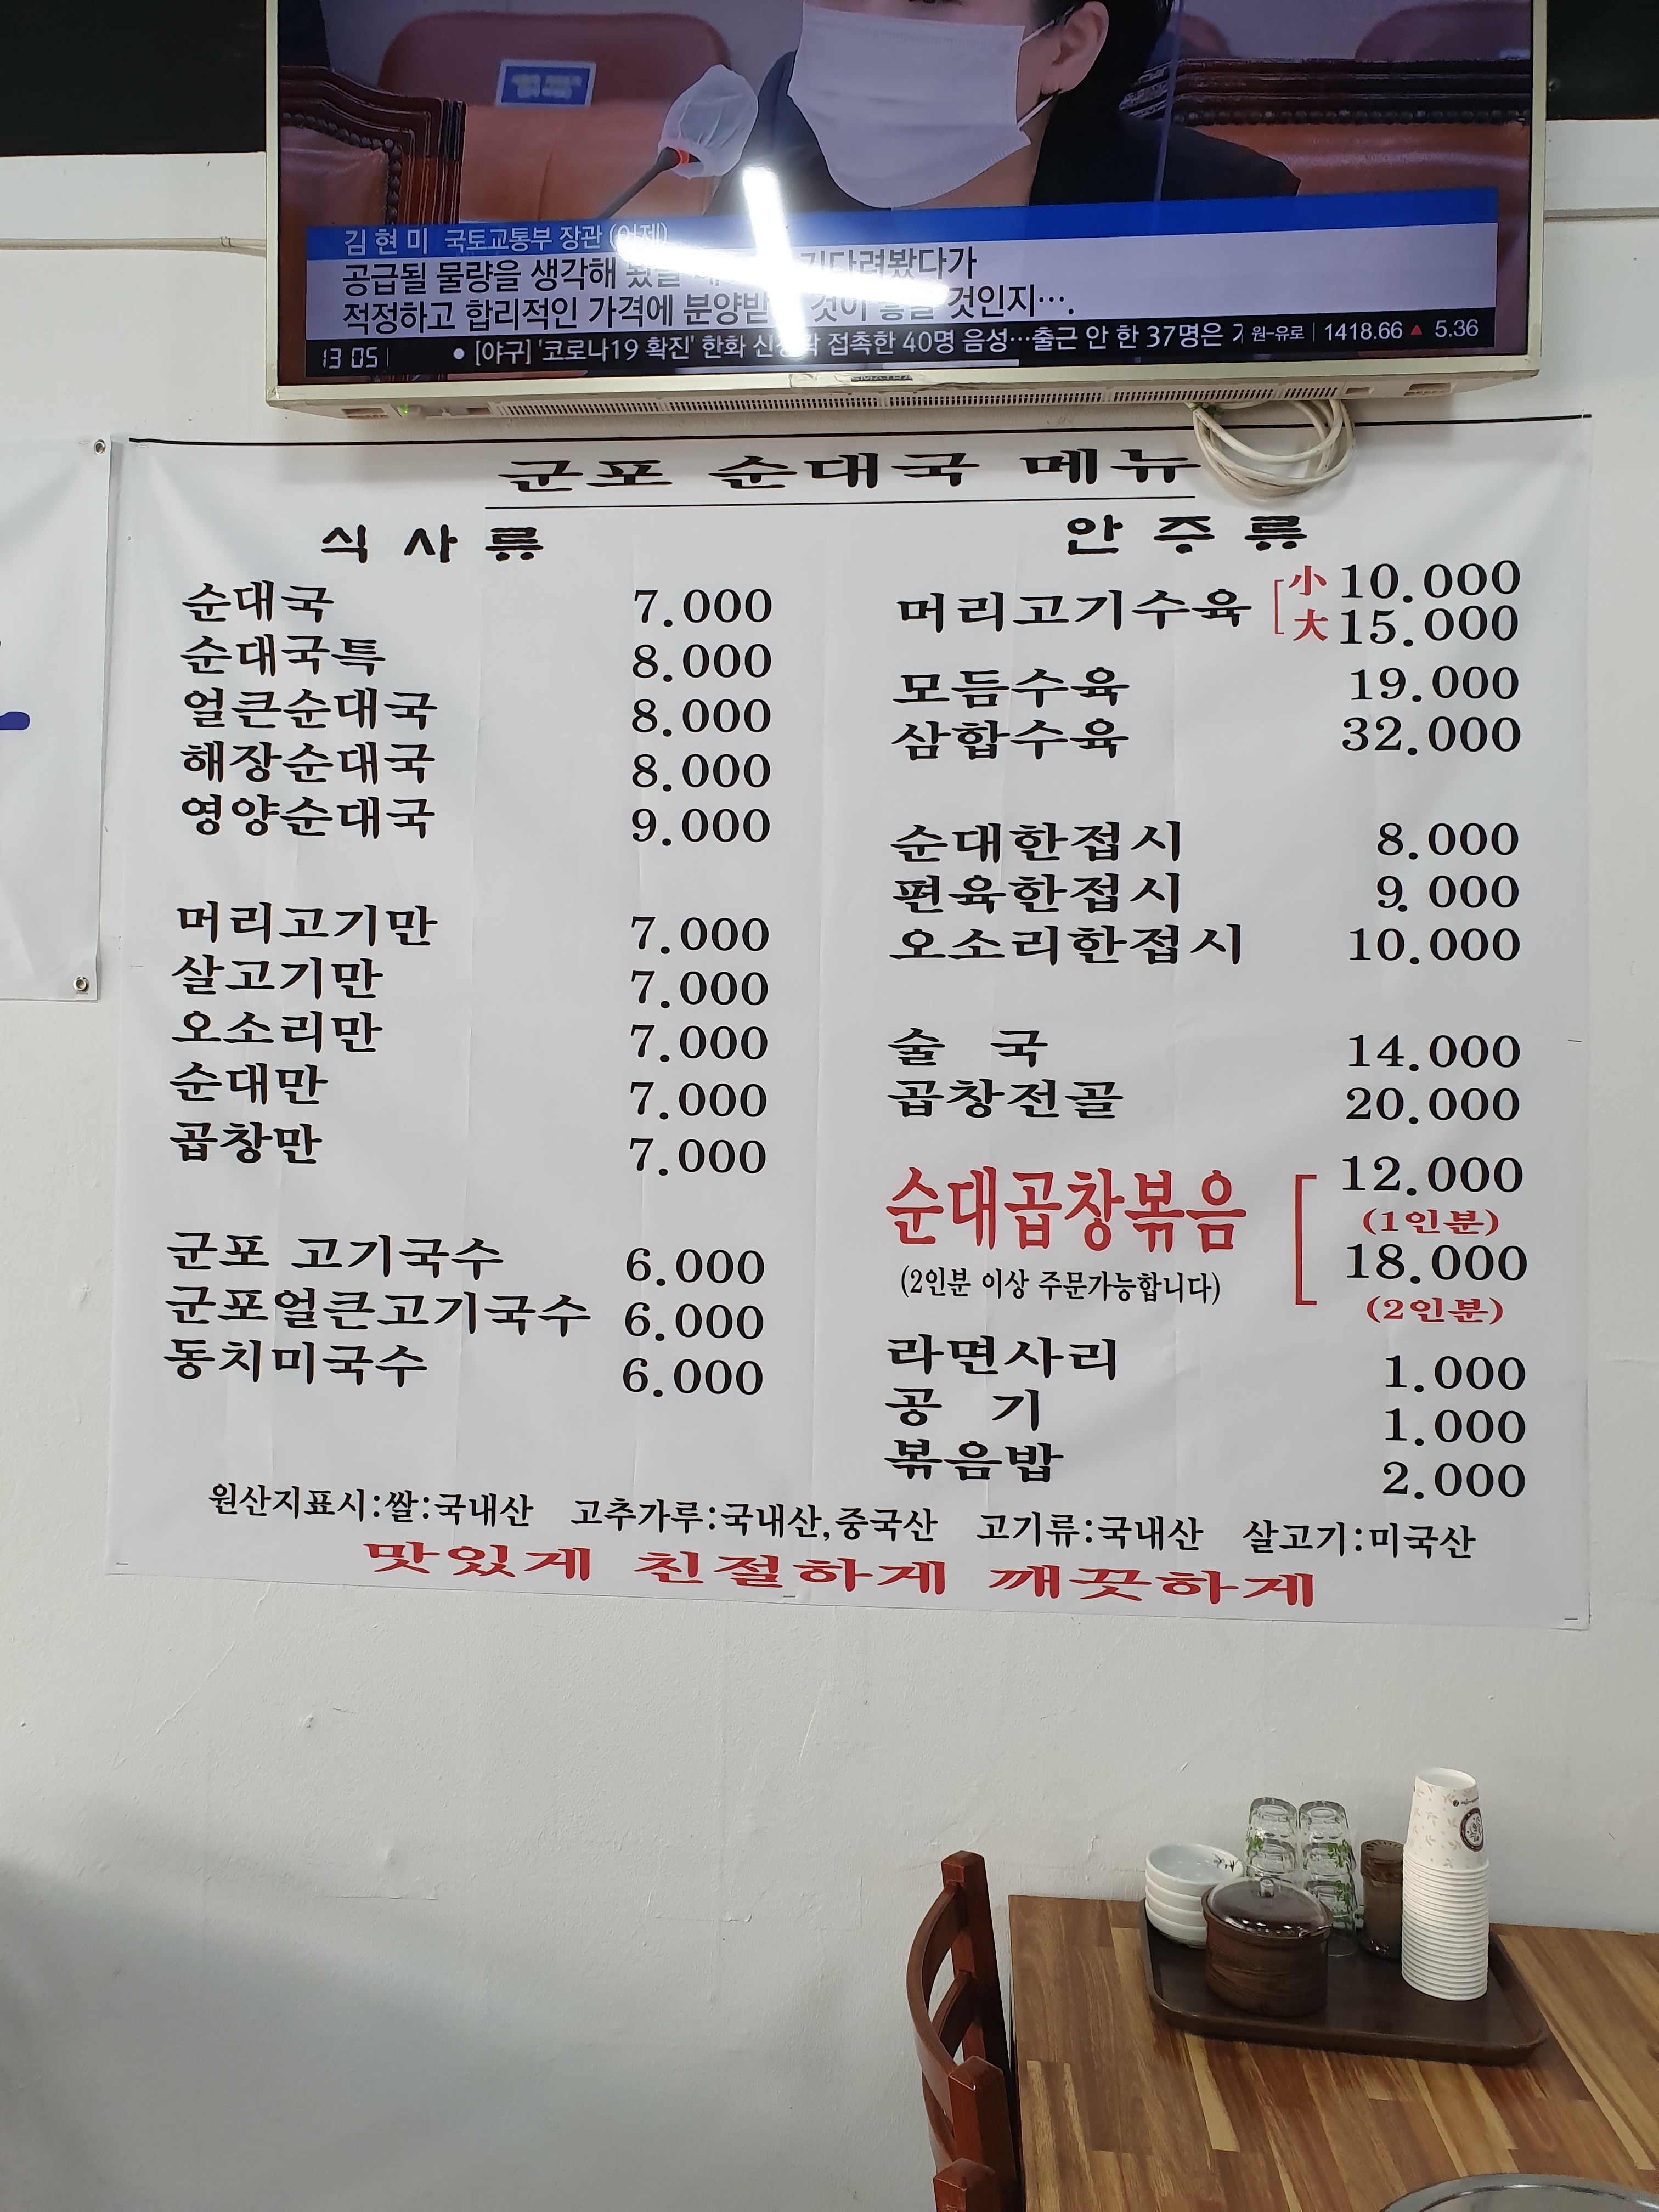 김현미 국토교통부 장관 (어제)
공급될 물량을 생각해 기다려봤다가
적정하고 합리적인 가격에 분양받 것이 것인지….
13 05 ● [야구] '코로나19 확진' 한화 접촉한 40명 음성…출근 안 한 37명은 원-유로 1418.66 ▲ 5.36
군포 순대국 메뉴
식사류
순대국 7.000
순대국특 8.000
얼큰순대국 8.000
해장순대국 8.000
영양순대국 9.000
머리고기만 7.000
살고기만 7.000
오소리만 7.000
순대만 7.000
곱창만 7.000
군포 고기국수 6.000
군포얼큰고기국수 6.000
동치미국수 6.000
안주류
머리고기수육 小 10.000
大 15.000
모듬수육 19.000
삼합수육 32.000
순대한접시 8.000
편육한접시 9.000
오소리한접시 10.000
술 국 14.000
곱창전골 20.000
순대곱창볶음 12.000
(1인분)
18.000
(2인분 이상 주문가능합니다)
(2인분)
라면사리 1.000
공 기 1.000
볶음밥 2.000
원산지표시:쌀:국내산 고추가루:국내산,중국산 고기류:국내산 살고기:미국산
맛있게 친절하게 깨끗하게